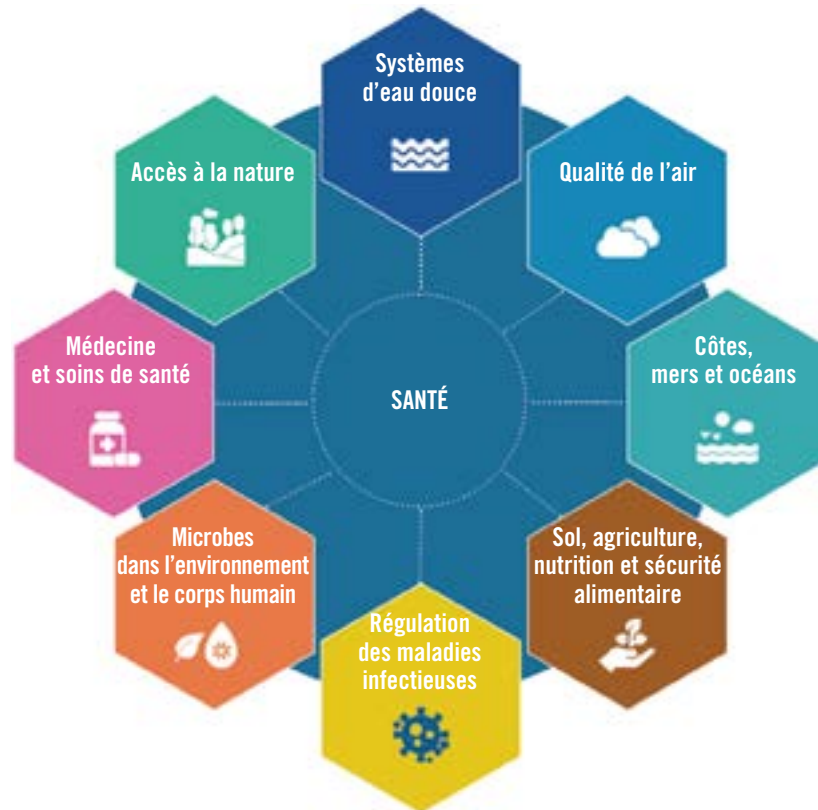 Systèmes
d'eau douce
Accès à la nature
Qualité de l'air
Médecine
et soins de santé
SANTÉ
Côtes,
mers et océans
Microbes
dans l'environnement
et le corps humain
Sol, agriculture,
nutrition et sécurité
alimentaire
Régulation
des maladies
infectieuses